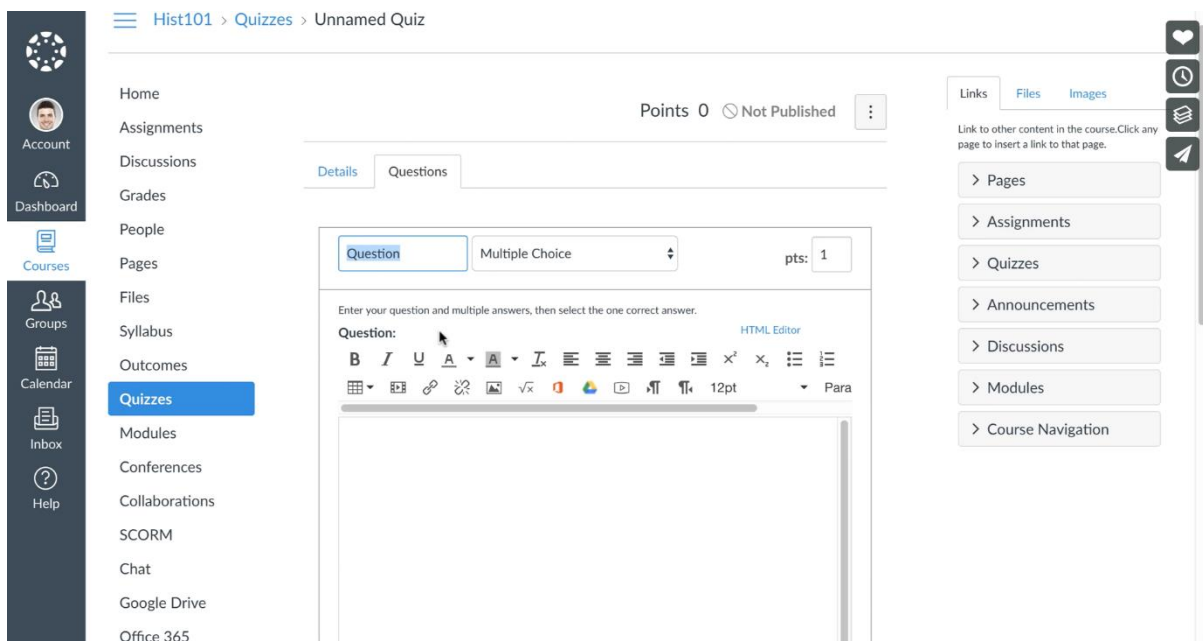 Hist101 > Quizzes > Unnamed Quiz
Account
Dashboard
Courses
Groups
Calendar
Inbox
Help
Home
Assignments
Discussions
Grades
People
Pages
Files
Syllabus
Outcomes
Quizzes
Modules
Conferences
Collaborations
SCORM
Chat
Google Drive
Office 365
Points 0 Not Published
Details Questions
Question Multiple Choice pts: 1
Enter your question and multiple answers, then select the one correct answer.
Question: HTML Editor
B I U A A Tx x² x₂
√x 12pt Para
Links Files Images
Link to other content in the course.Click any
page to insert a link to that page.
> Pages
> Assignments
> Quizzes
> Announcements
> Discussions
> Modules
> Course Navigation